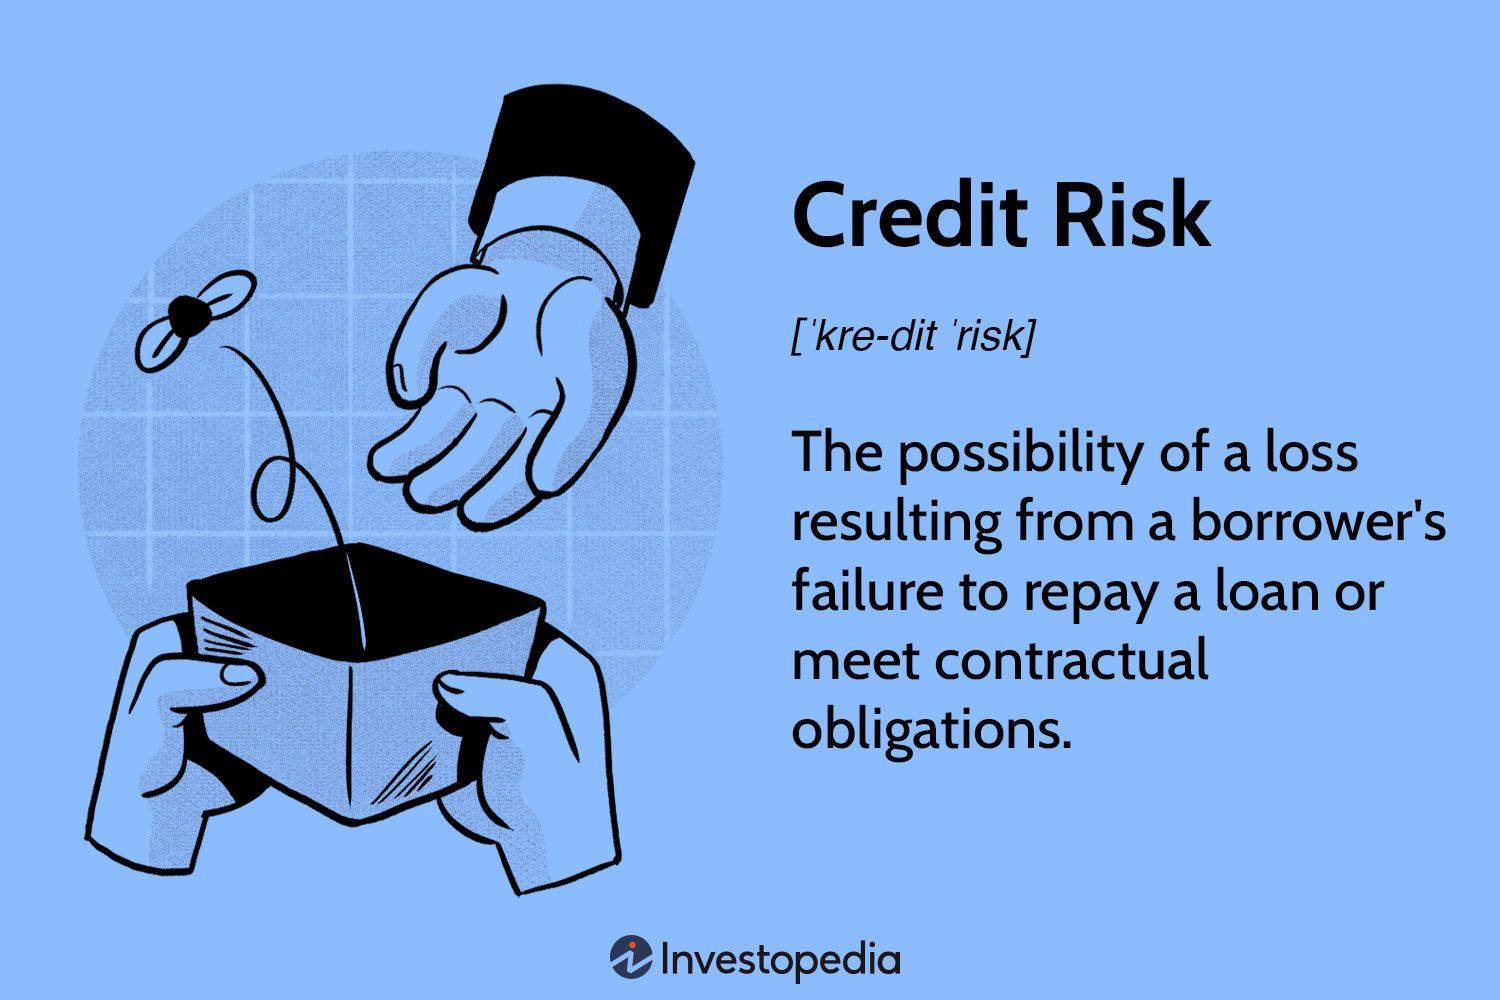 Credit Risk
[ˈkre-dit ˈrisk]
The possibility of a loss
resulting from a borrower's
failure to repay a loan or
meet contractual
obligations.
Investopedia